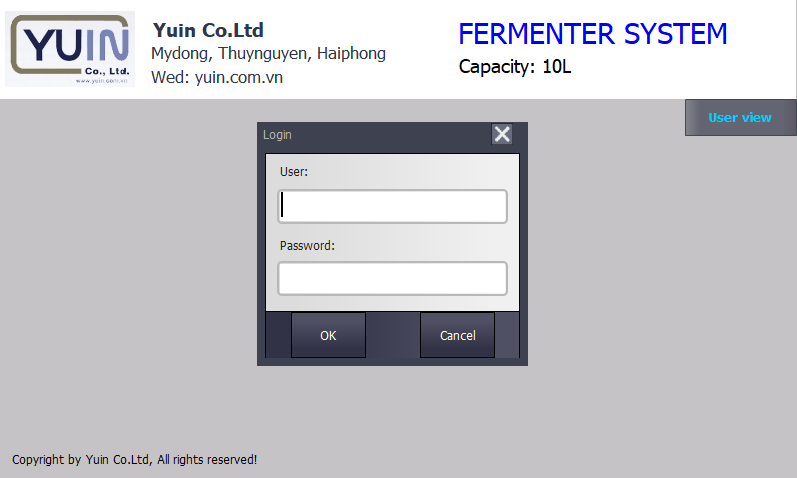 YUIN
Co., Ltd.
www.yuin.com.vn
Yuin Co.Ltd
Mydong, Thuynguyen, Haiphong
Wed: yuin.com.vn
FERMENTER SYSTEM
Capacity: 10L
User view
Login
User:
Password:
OK
Cancel
Copyright by Yuin Co.Ltd, All rights reserved!